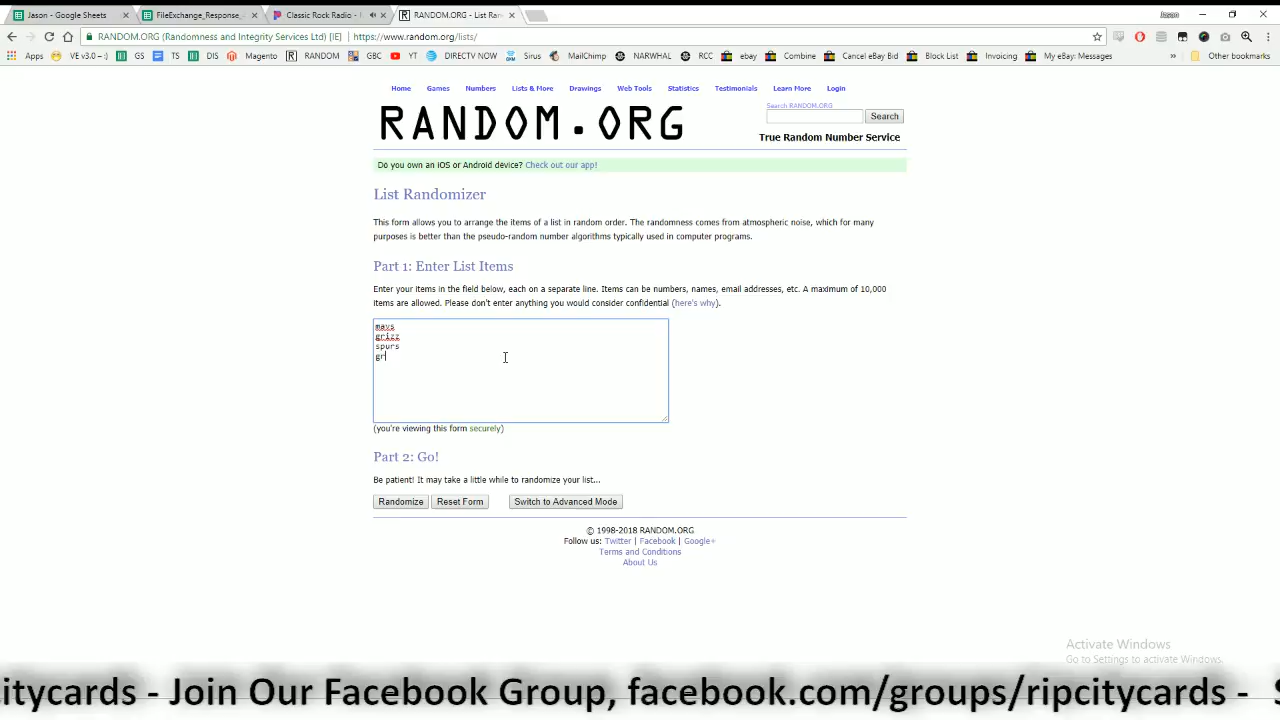 Jason - Google Sheets
FileExchange_Response_
Classic Rock Radio -
RANDOM.ORG - List Ran
Jason
RANDOM.ORG (Randomness and Integrity Services Ltd) [IE] https://www.random.org/lists/
Apps VE v3.0 --:) GS TS DIS Magento RANDOM GBC YT DIRECTV NOW Sirus MailChimp NARWHAL RCC ebay Combine Cancel eBay Bid Block List Invoicing My eBay: Messages » Other bookmarks
Home Games Numbers Lists & More Drawings Web Tools Statistics Testimonials Learn More Login
RANDOM.ORG
Search RANDOM.ORG
Search
True Random Number Service
Do you own an iOS or Android device? Check out our app!
List Randomizer
This form allows you to arrange the items of a list in random order. The randomness comes from atmospheric noise, which for many
purposes is better than the pseudo-random number algorithms typically used in computer programs.
Part 1: Enter List Items
Enter your items in the field below, each on a separate line. Items can be numbers, names, email addresses, etc. A maximum of 10,000
items are allowed. Please don't enter anything you would consider confidential (here's why).
mavs
grizz
spurs
gr
(you're viewing this form securely)
Part 2: Go!
Be patient! It may take a little while to randomize your list...
Randomize Reset Form Switch to Advanced Mode
© 1998-2018 RANDOM.ORG
Follow us: Twitter | Facebook | Google+
Terms and Conditions
About Us
Activate Windows
Go to Settings to activate Windows.
citycards - Join Our Facebook Group, facebook.com/groups/ripcitycards - S